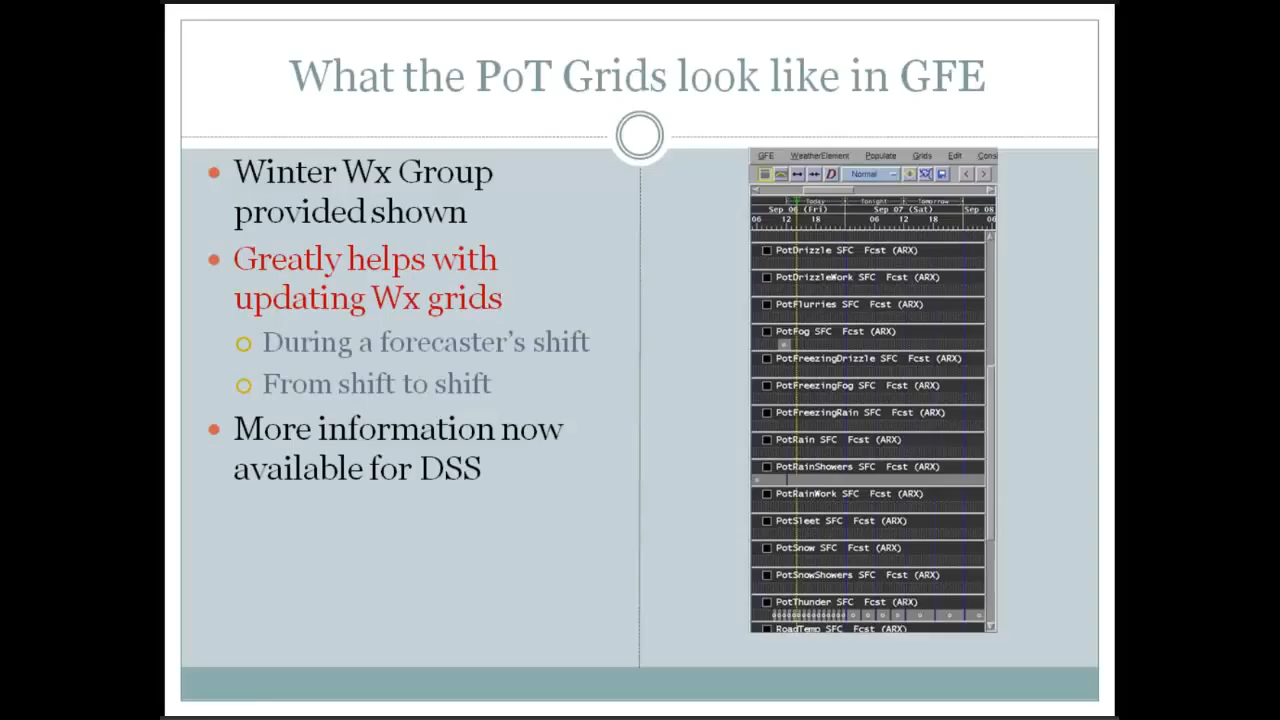 What the PoT Grids look like in GFE
Winter Wx Group
provided shown
Greatly helps with
updating Wx grids
During a forecaster's shift
From shift to shift
More information now
available for DSS
GFE WeatherElement Populate Grids Edit Consi
D Normal
Today Tonight Tomorrow
Sep 06 (Fri) Sep 07 (Sat) Sep 08
06 12 18 06 12 18 06
PotDrizzle SFC Fcst (ARX)
PotDrizzleWork SFC Fcst (ARX)
PotFlurries SFC Fcst (ARX)
PotFog SFC Fcst (ARX)
PotFreezingDrizzle SFC Fcst (ARX)
PotFreezingFog SFC Fcst (ARX)
PotFreezingRain SFC Fcst (ARX)
PotRain SFC Fcst (ARX)
PotRainShowers SFC Fcst (ARX)
PotRainWork SFC Fcst (ARX)
PotSleet SFC Fcst (ARX)
PotSnow SFC Fcst (ARX)
PotSnowShowers SFC Fcst (ARX)
PotThunder SFC Fcst (ARX)
RoadTemp SFC Fcst (ARX)